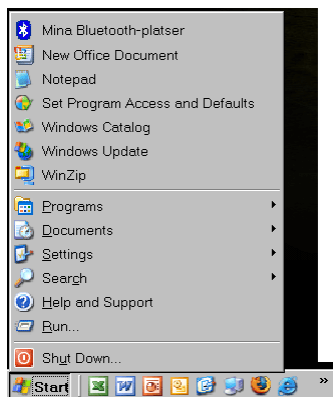 Mina Bluetooth-platser
New Office Document
Notepad
Set Program Access and Defaults
Windows Catalog
Windows Update
WinZip
Programs
Documents
Settings
Search
Help and Support
Run...
Shut Down...
Start »